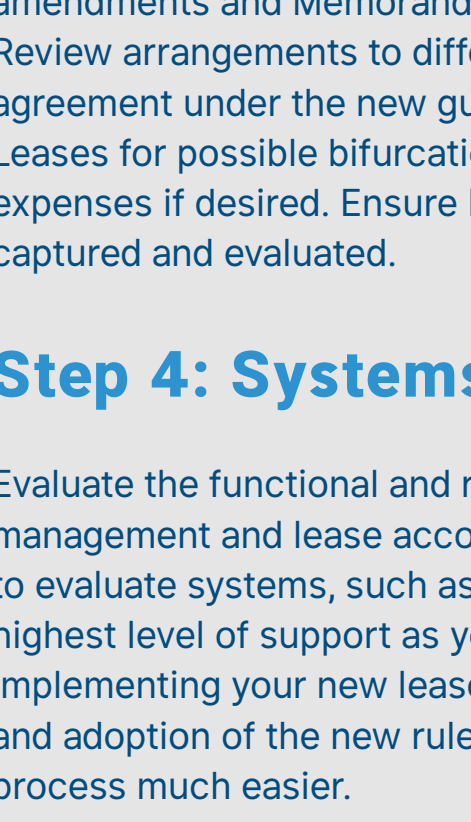 amendments and Memorand
Review arrangements to diff
agreement under the new gu
Leases for possible bifurcati
expenses if desired. Ensure
captured and evaluated.
Step 4: Systems
Evaluate the functional and
management and lease acco
to evaluate systems, such as
highest level of support as y
implementing your new lease
and adoption of the new rule
process much easier.